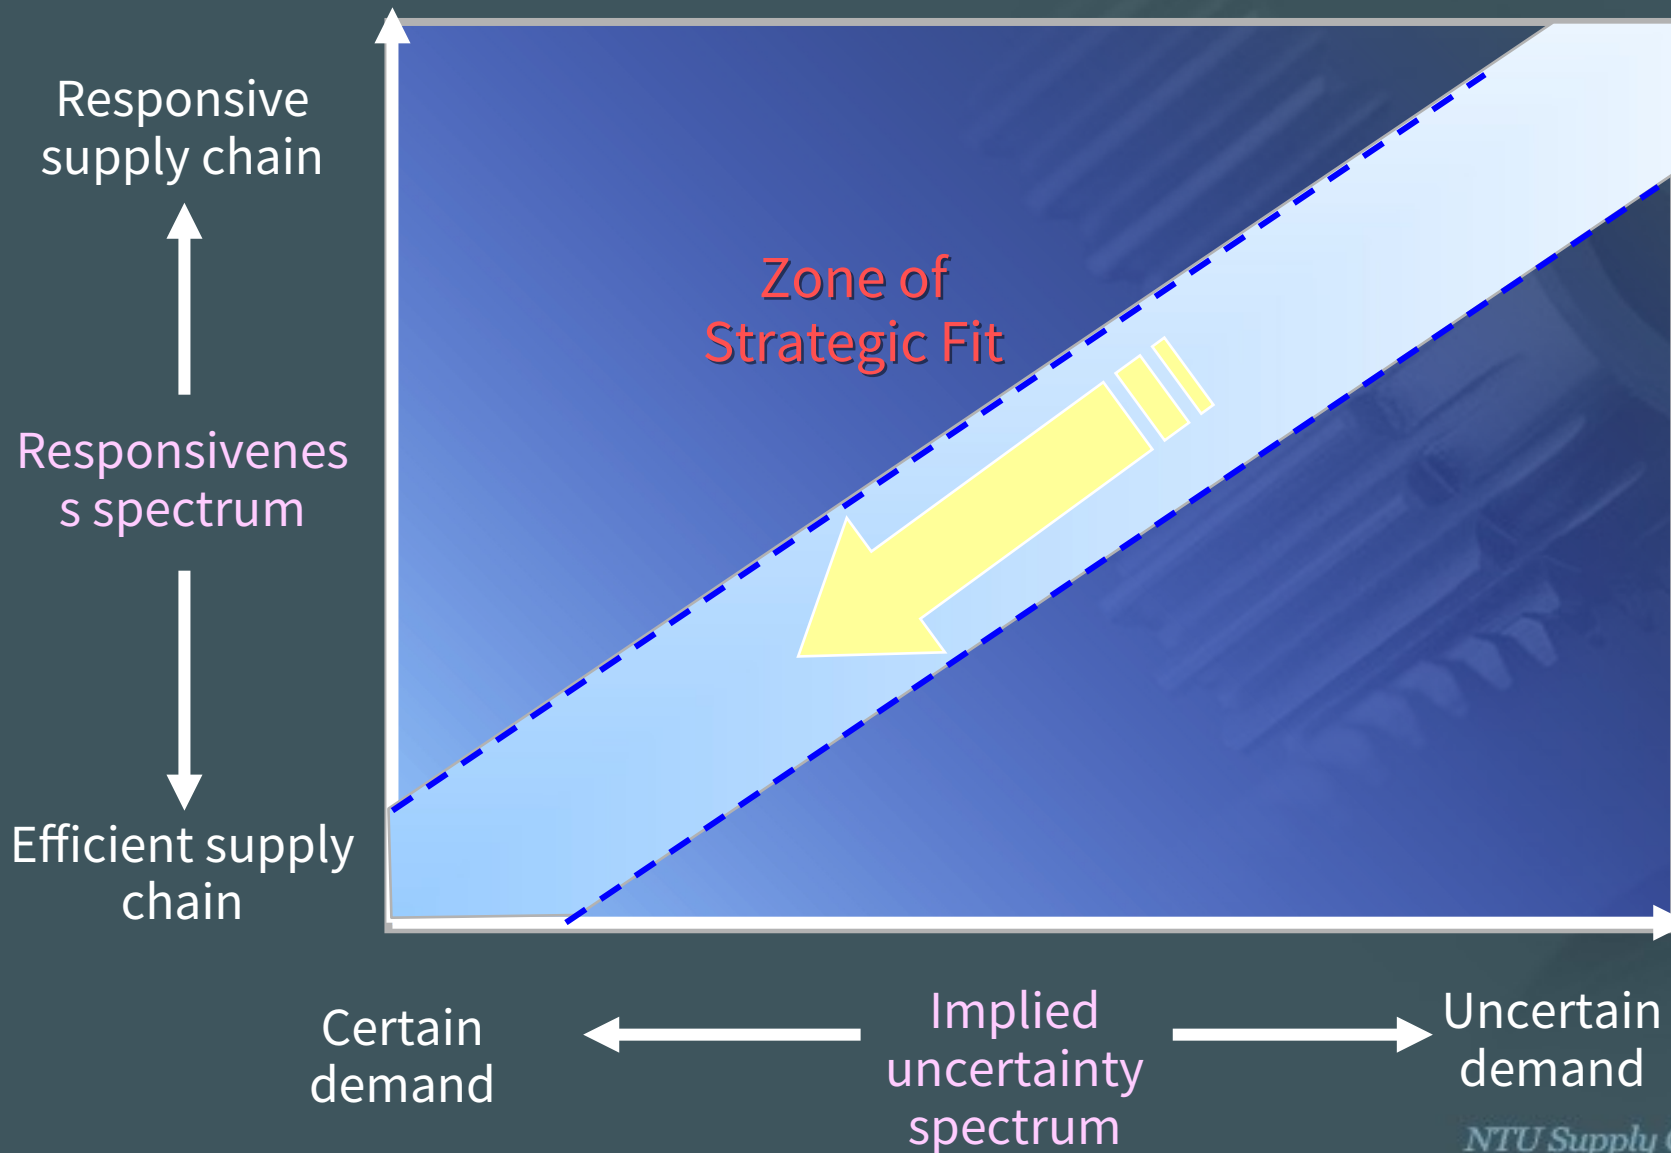 Responsive
supply chain
Zone of
Strategic Fit
Responsivenes
s spectrum
Efficient supply
chain
Certain
demand
Implied
uncertainty
spectrum
Uncertain
demand
NTU Supply